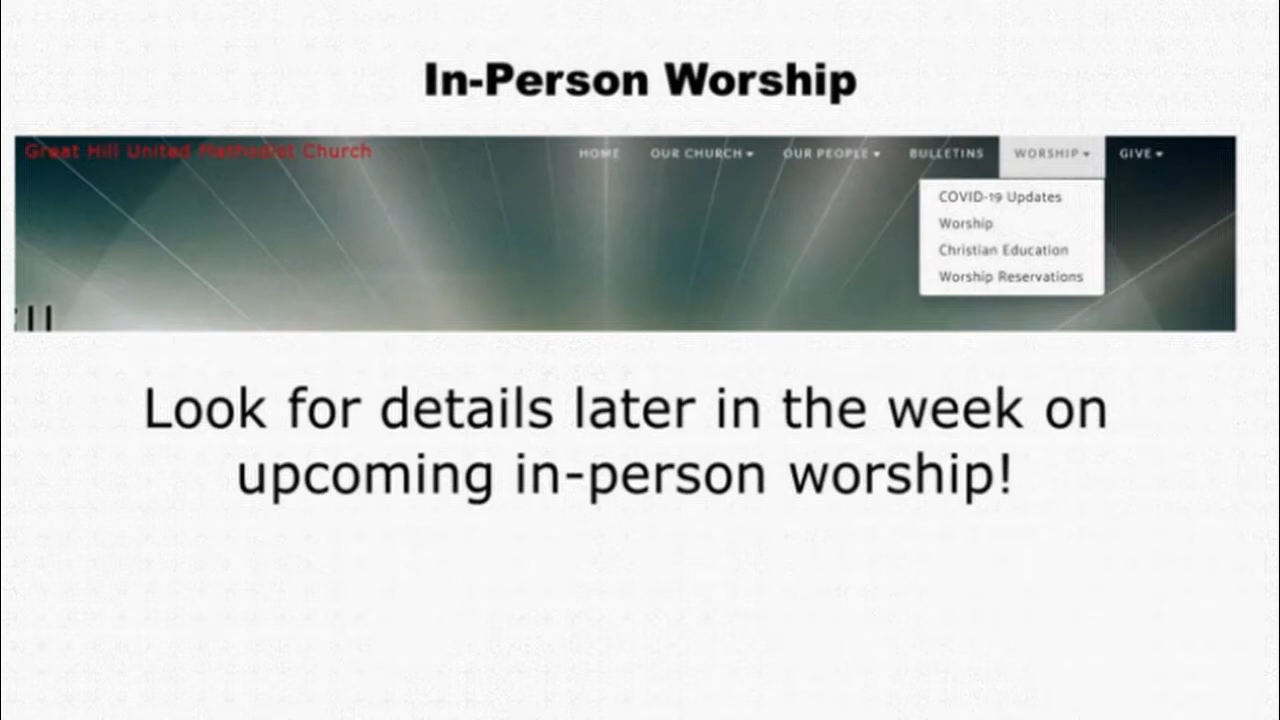 In-Person Worship
Great Hill United Methodist Church
HOME OUR CHURCH OUR PEOPLE BULLETINS WORSHIP GIVE
COVID-19 Updates
Worship
Christian Education
Worship Reservations
Look for details later in the week on
upcoming in-person worship!